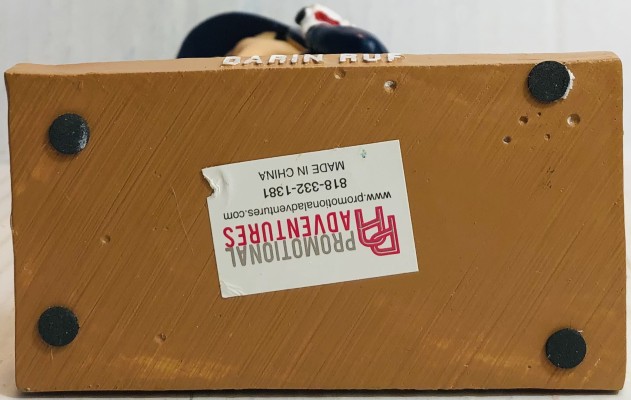 DARIN RUF
PROMOTIONAL
ADVENTURES
www.promotionaladventures.com
818-332-1381
MADE IN CHINA